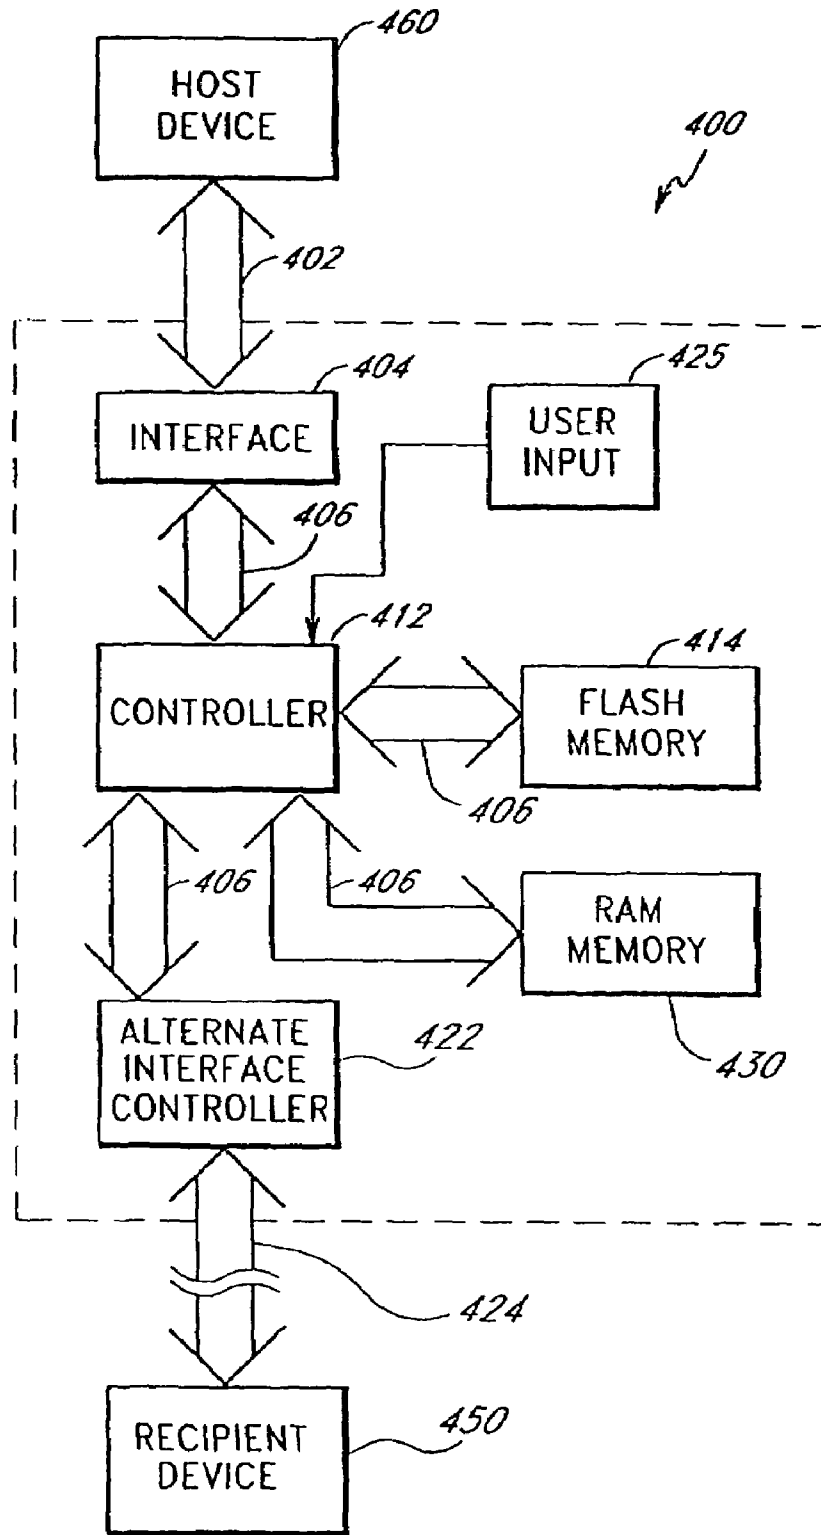 460
HOST
DEVICE
400
402
404
INTERFACE
425
USER
INPUT
406
412
CONTROLLER
414
FLASH
MEMORY
406
406
406
RAM
MEMORY
430
ALTERNATE
INTERFACE
CONTROLLER
422
424
RECIPIENT
DEVICE
450